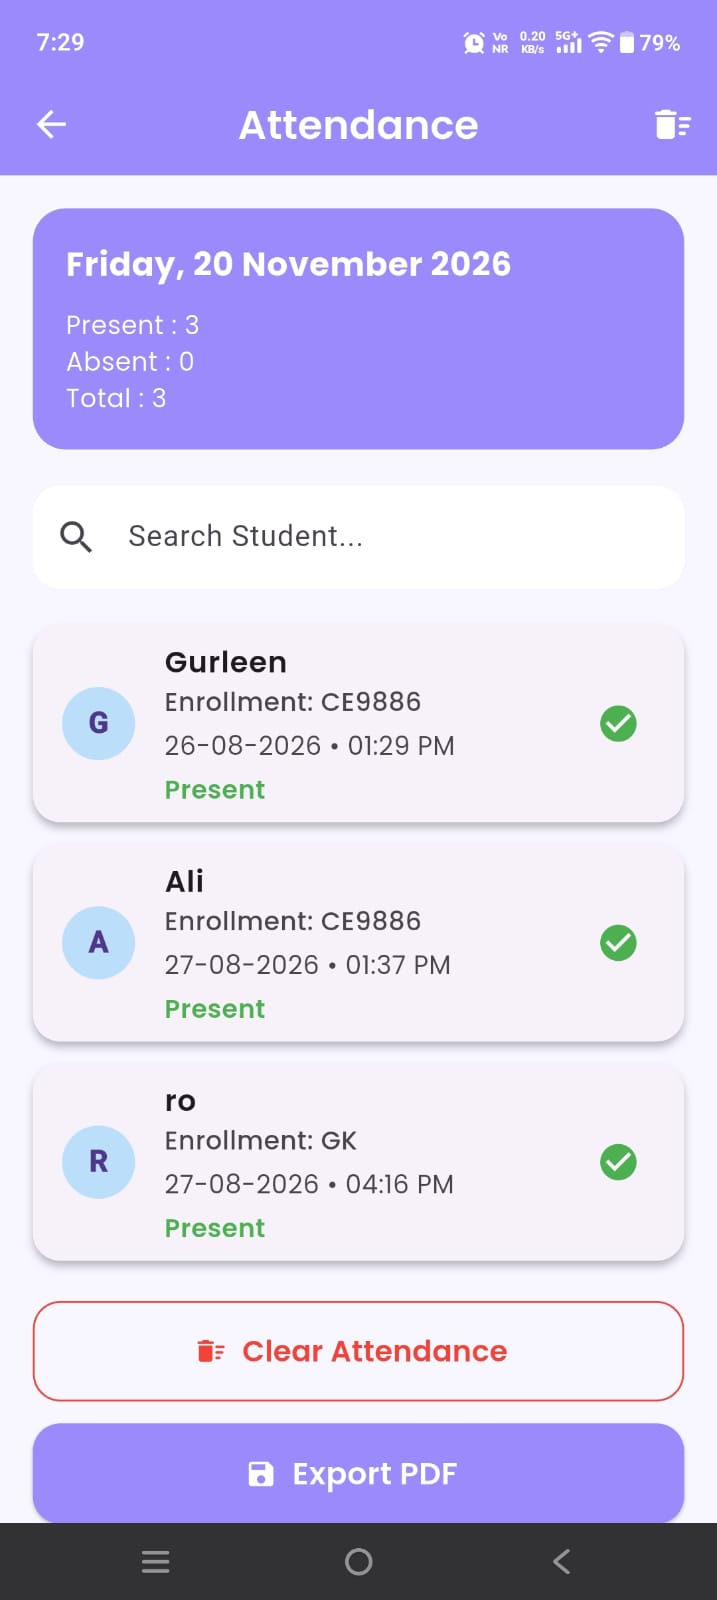 7:29
Vo NR 0.20 KB/s 5G+ 79%
Attendance
Friday, 20 November 2026
Present : 3
Absent : 0
Total : 3
Search Student...
Gurleen
G
Enrollment: CE9886
26-08-2026 • 01:29 PM
Present
Ali
A
Enrollment: CE9886
27-08-2026 • 01:37 PM
Present
ro
R
Enrollment: GK
27-08-2026 • 04:16 PM
Present
Clear Attendance
Export PDF